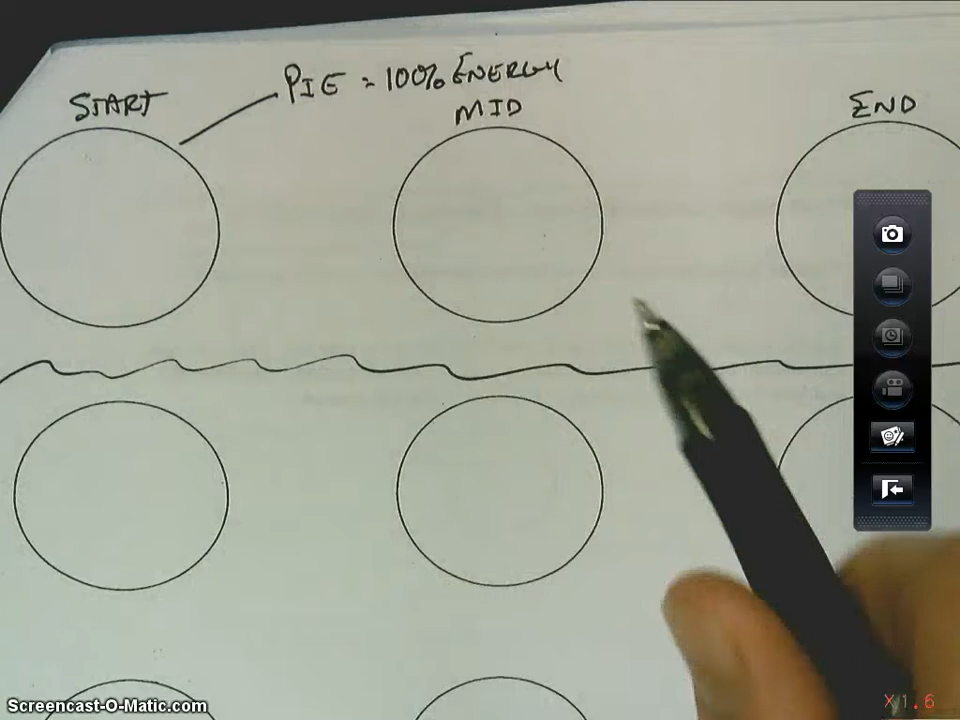 PIE = 100% ENERGY
START
MID
END
Screencast-O-Matic.com
X1.6